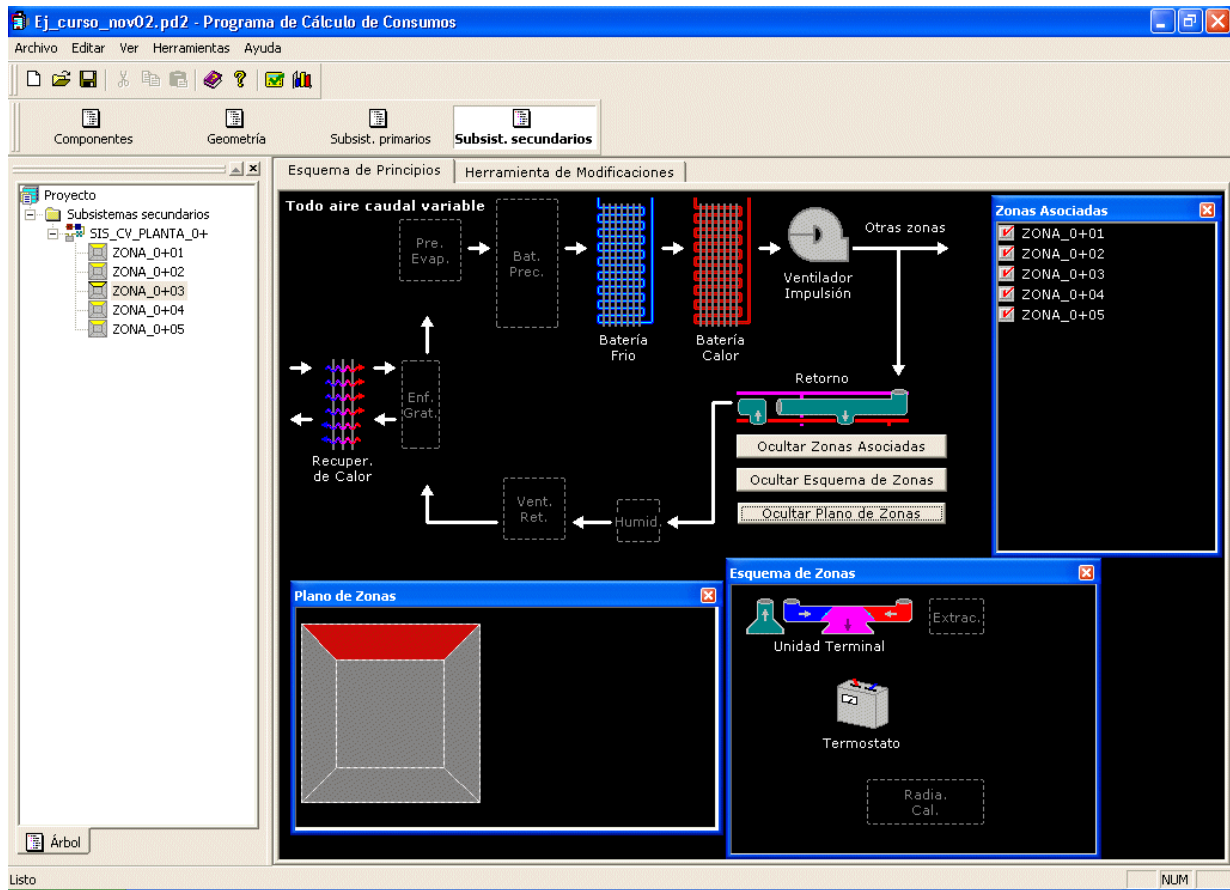 Ej_curso_nov02.pd2 - Programa de Cálculo de Consumos
Archivo Editar Ver Herramientas Ayuda
Componentes Geometría Subsist. primarios Subsist. secundarios
Proyecto
Subsistemas secundarios
SIS_CV_PLANTA_0+
ZONA_0+01
ZONA_0+02
ZONA_0+03
ZONA_0+04
ZONA_0+05
Árbol
Esquema de Principios Herramienta de Modificaciones
Todo aire caudal variable
Pre.
Evap.
Bat.
Prec.
Batería
Frio
Batería
Calor
Ventilador
Impulsión
Otras zonas
Enf.
Grat.
Recuper.
de Calor
Retorno
Ocultar Zonas Asociadas
Ocultar Esquema de Zonas
Ocultar Plano de Zonas
Vent.
Ret.
Humid.
Zonas Asociadas
ZONA_0+01
ZONA_0+02
ZONA_0+03
ZONA_0+04
ZONA_0+05
Plano de Zonas
Esquema de Zonas
Extrac.
Unidad Terminal
Termostato
Radia.
Cal.
Listo
NUM